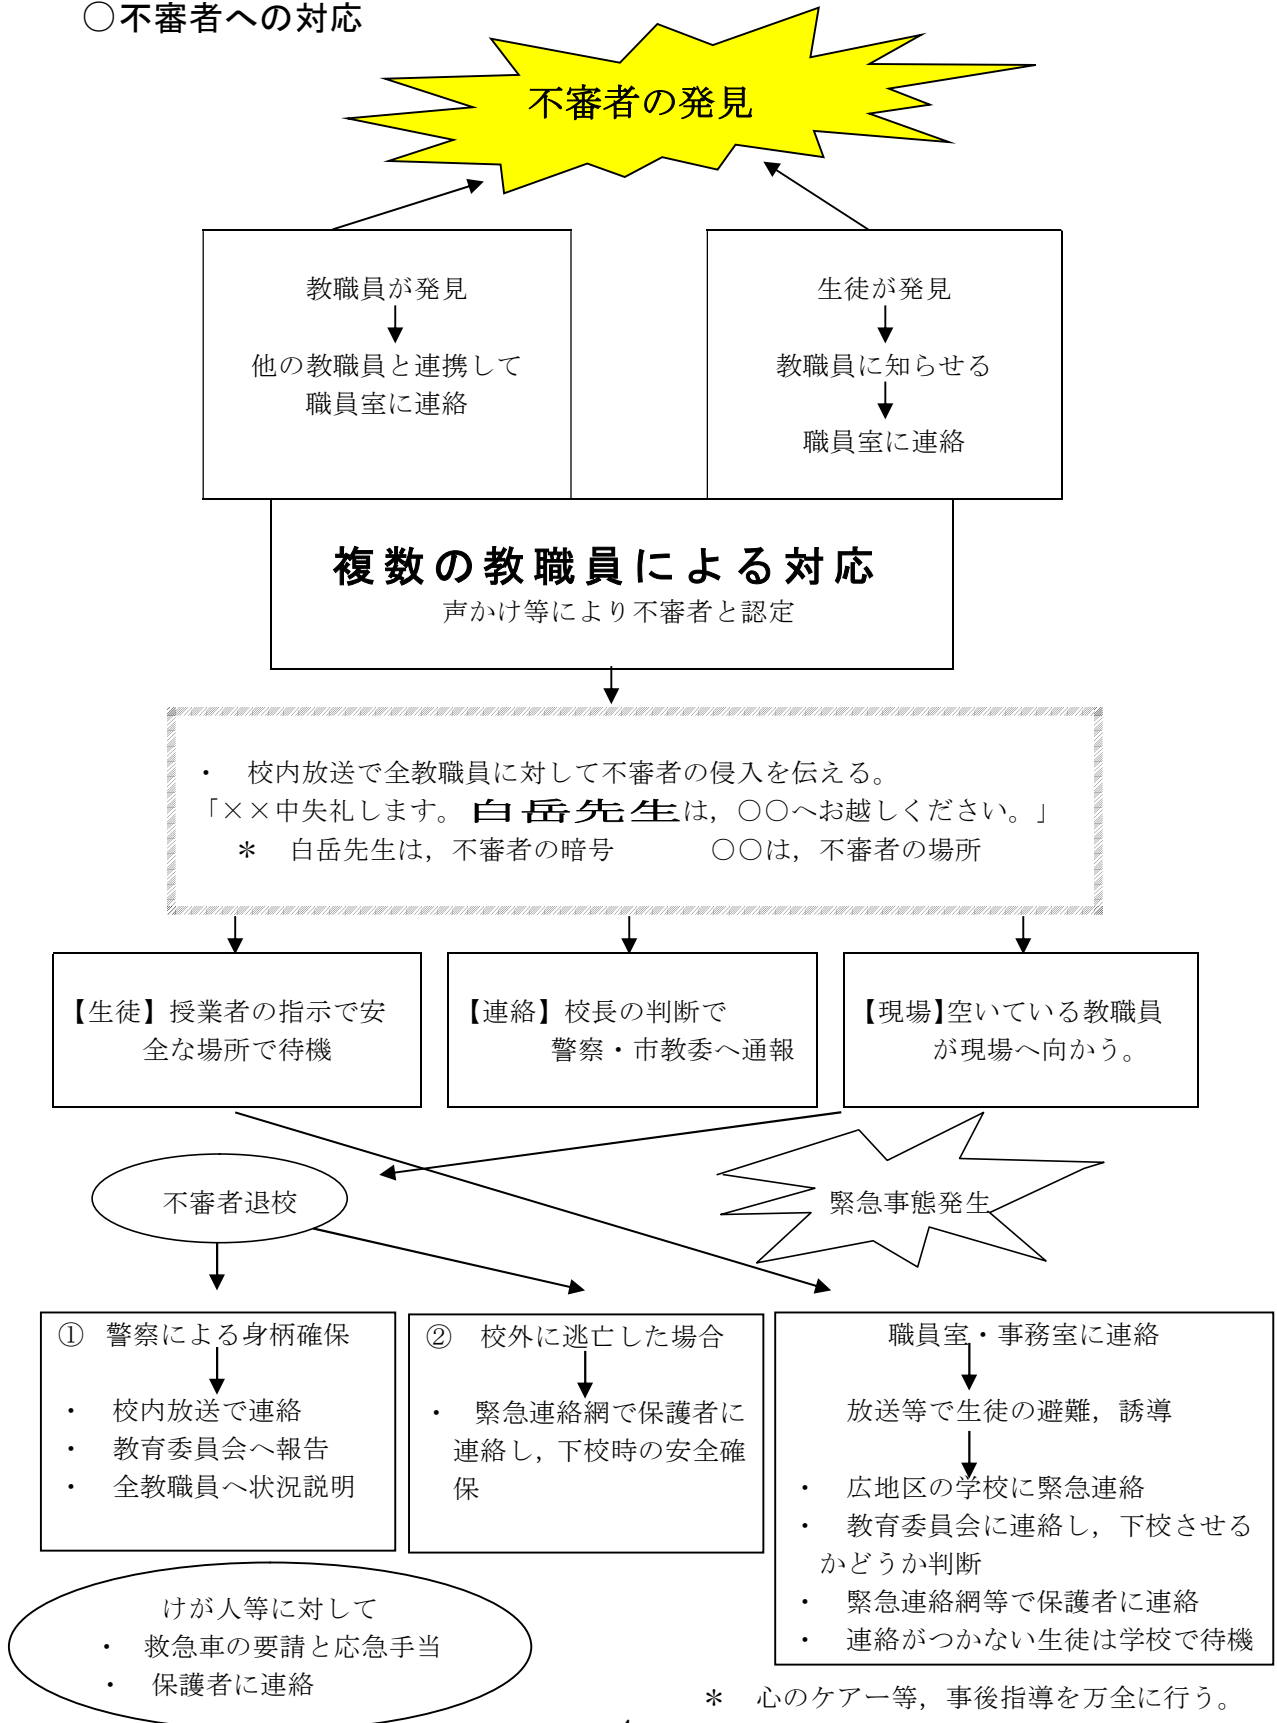 ○不審者への対応
不審者の発見
教職員が発見
他の教職員と連携して
職員室に連絡
生徒が発見
教職員に知らせる
職員室に連絡
複数の教職員による対応
声かけ等により不審者と認定
・　校内放送で全教職員に対して不審者の侵入を伝える。
「××中失礼します。白岳先生は，○○へお越しください。」
＊　白岳先生は，不審者の暗号　　　○○は，不審者の場所
【生徒】授業者の指示で安
全な場所で待機
【連絡】校長の判断で
警察・市教委へ通報
【現場】空いている教職員
が現場へ向かう。
不審者退校
緊急事態発生
①　警察による身柄確保
・　校内放送で連絡
・　教育委員会へ報告
・　全教職員へ状況説明
②　校外に逃亡した場合
・　緊急連絡網で保護者に
連絡し，下校時の安全確
保
職員室・事務室に連絡
放送等で生徒の避難，誘導
・　広地区の学校に緊急連絡
・　教育委員会に連絡し，下校させる
かどうか判断
・　緊急連絡網等で保護者に連絡
・　連絡がつかない生徒は学校で待機
けが人等に対して
・　救急車の要請と応急手当
・　保護者に連絡
＊　心のケアー等，事後指導を万全に行う。